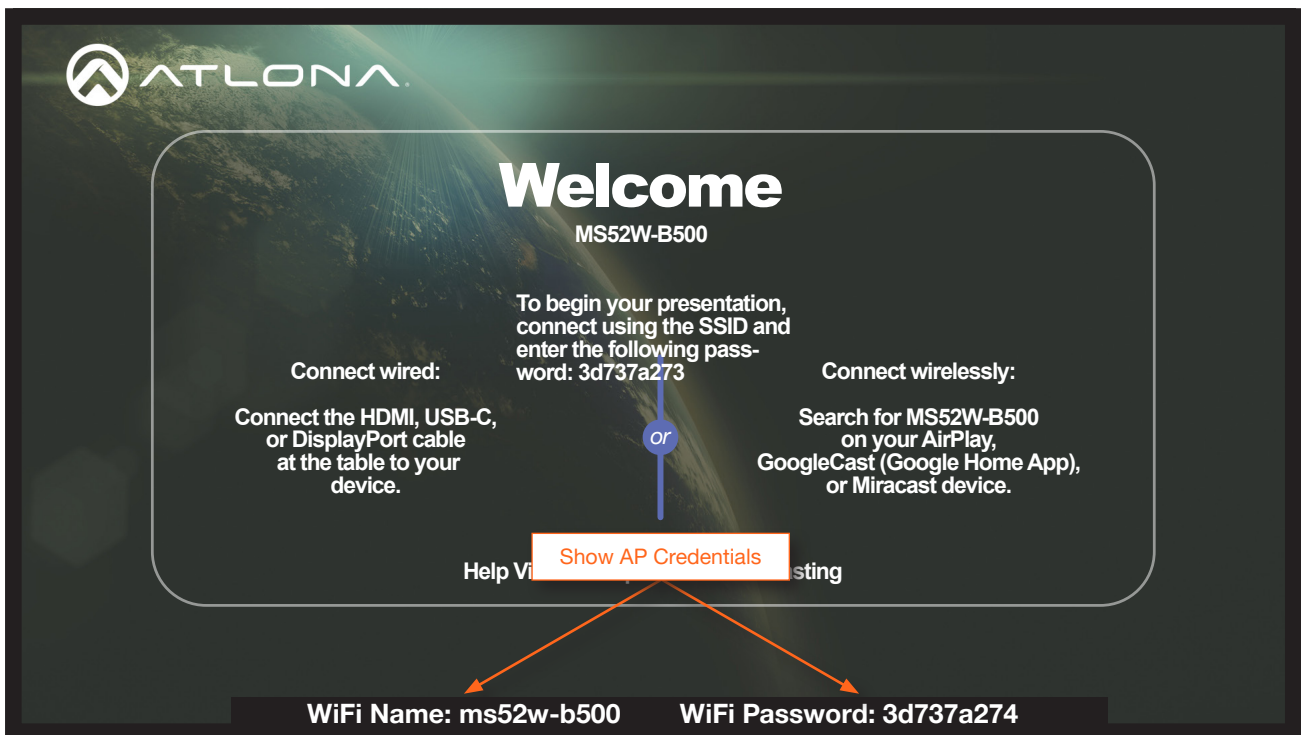 ATLONA.
Welcome
MS52W-B500
To begin your presentation,
connect using the SSID and
enter the following pass-
word: 3d737a273
Connect wired:
Connect the HDMI, USB-C,
or DisplayPort cable
at the table to your
device.
or
Connect wirelessly:
Search for MS52W-B500
on your AirPlay,
GoogleCast (Google Home App),
or Miracast device.
Show AP Credentials
Help
WiFi Name: ms52w-b500 WiFi Password: 3d737a274